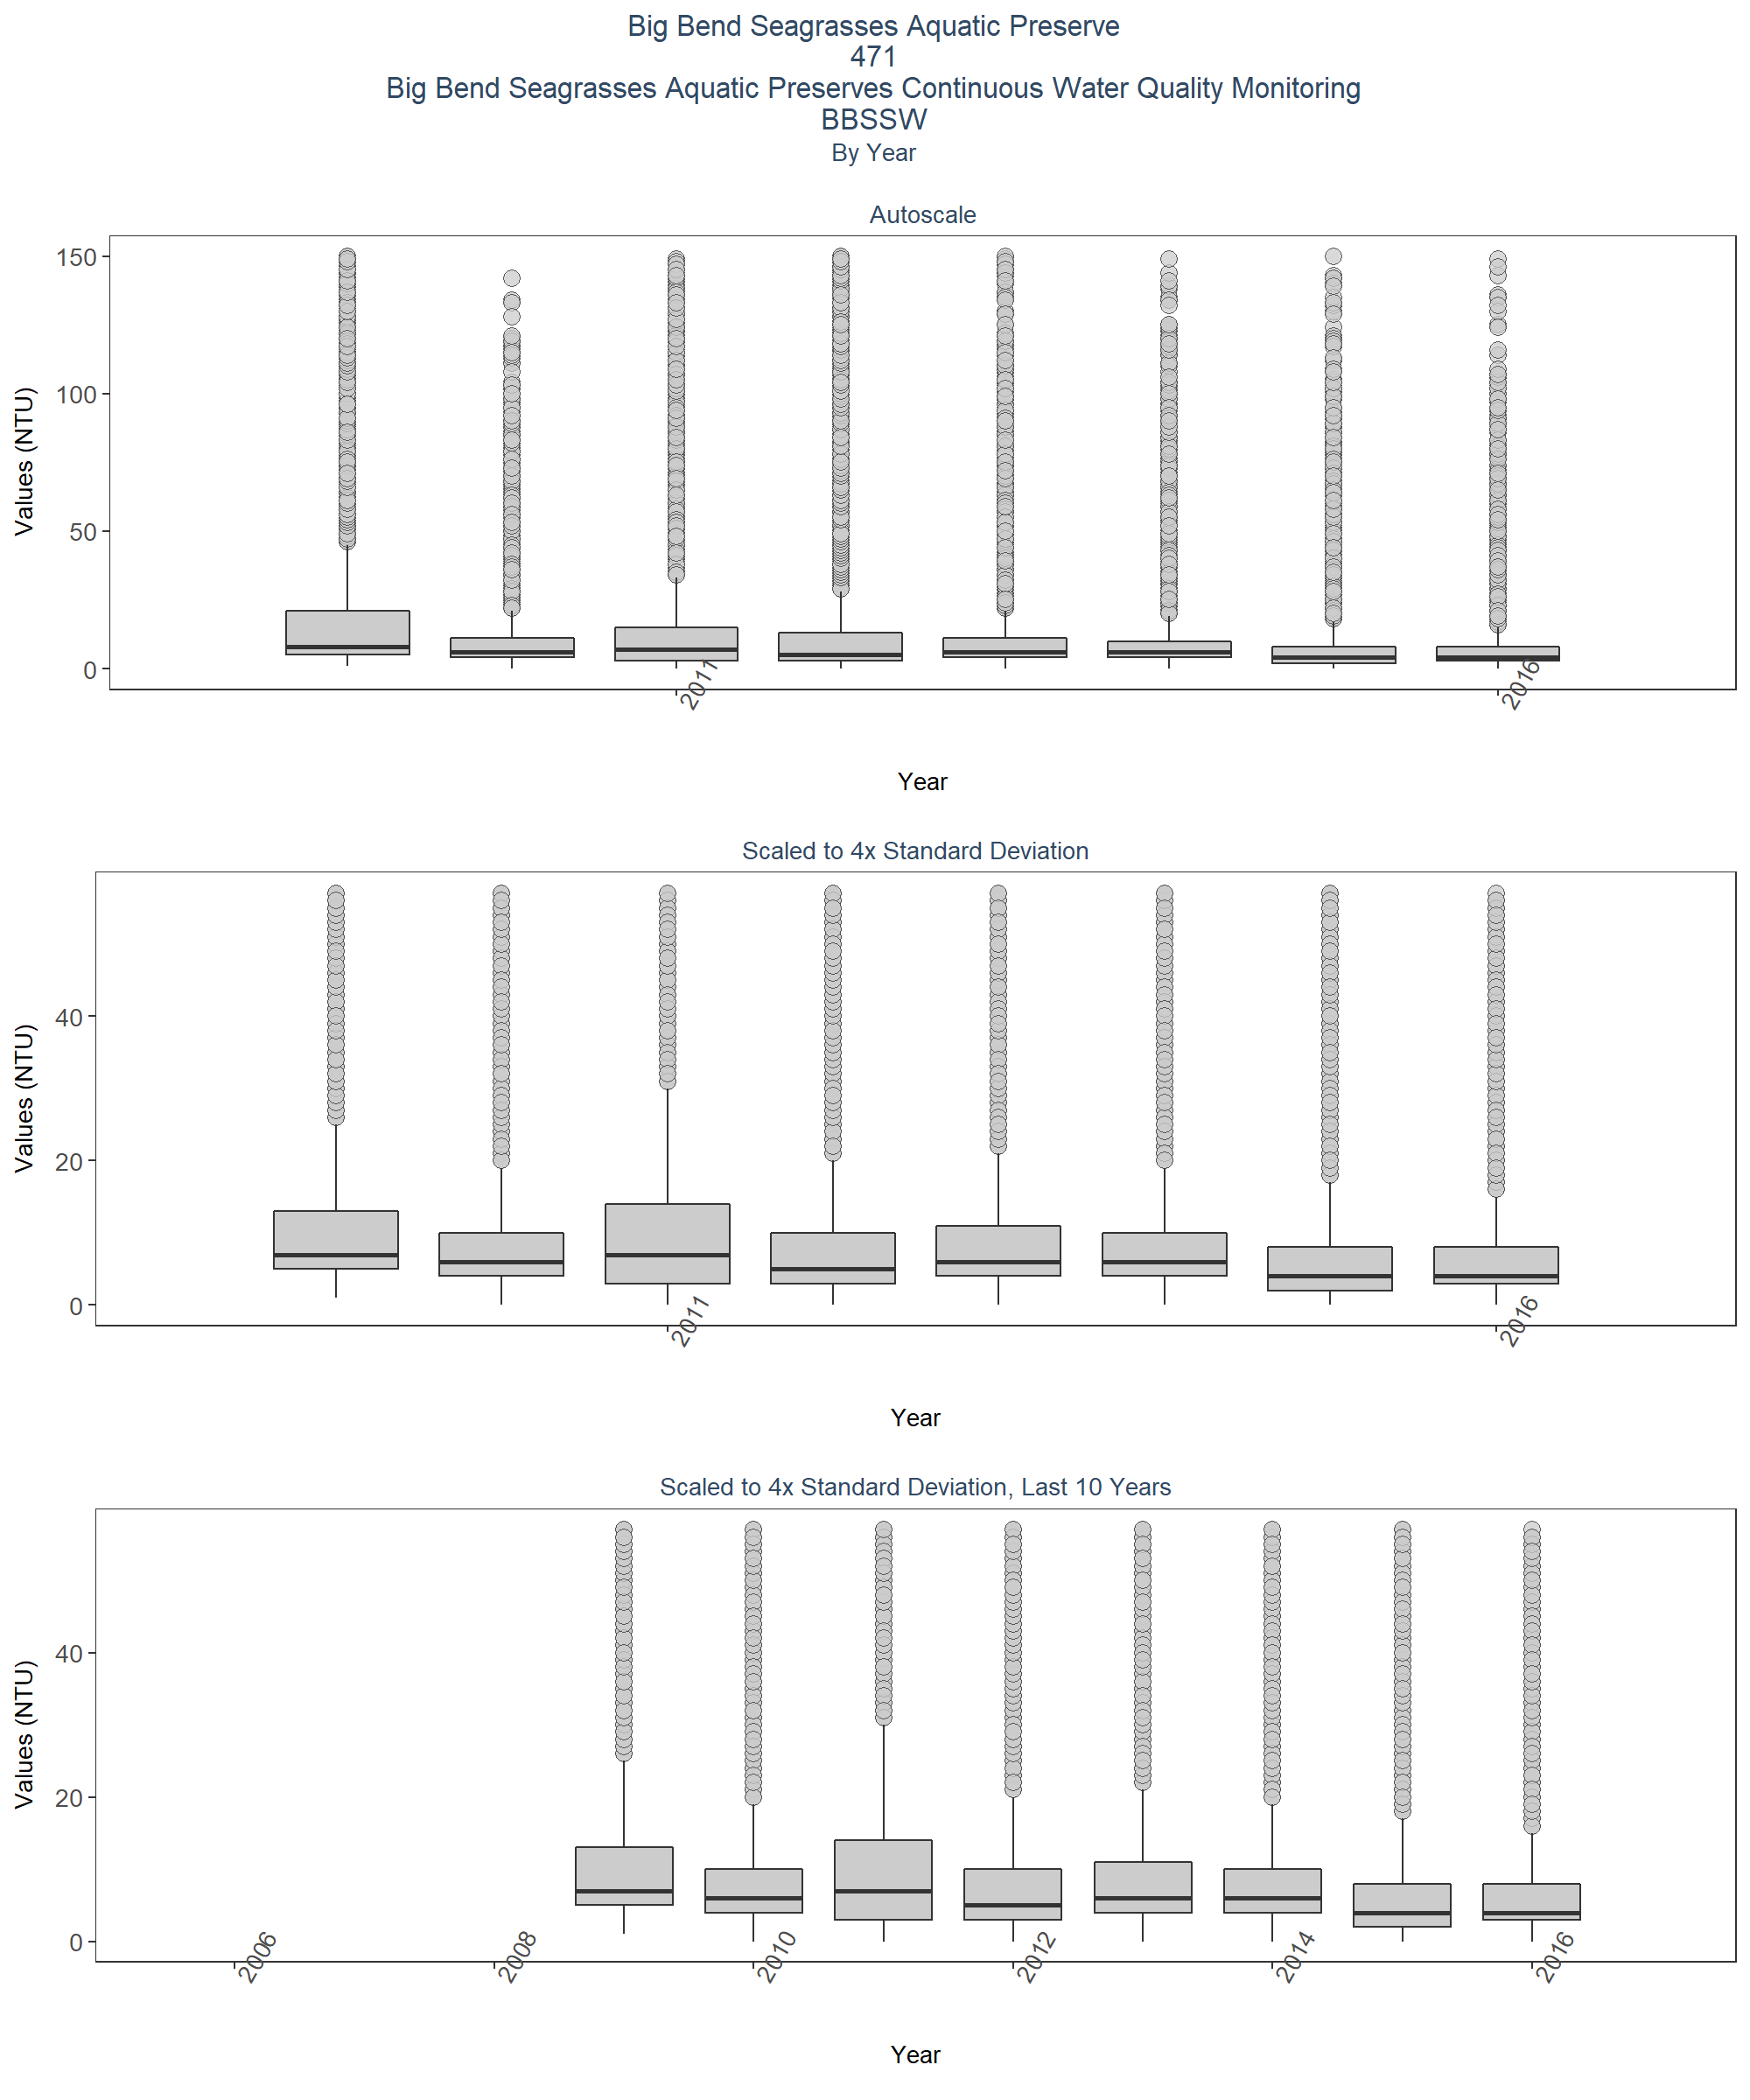 Big Bend Seagrasses Aquatic Preserve
471
Big Bend Seagrasses Aquatic Preserves Continuous Water Quality Monitoring
BBSSW
By Year
Autoscale
Values (NTU)
150
100
50
0
2011
2016
Year
Scaled to 4x Standard Deviation
Values (NTU)
40
20
0
2011
2016
Year
Scaled to 4x Standard Deviation, Last 10 Years
Values (NTU)
40
20
0
2006
2008
2010
2012
2014
2016
Year